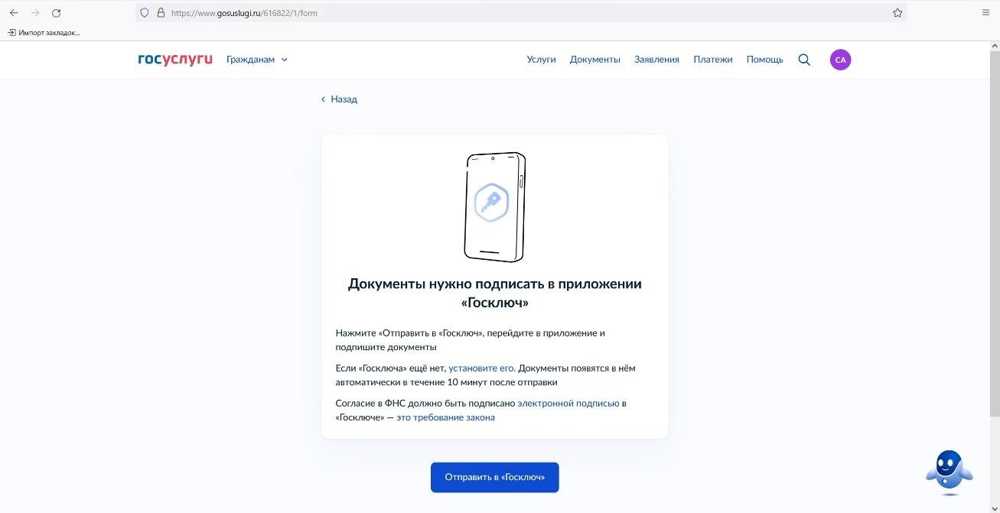 https://www.gosuslugi.ru/616822/1/form
Импорт закладок...
госуслуги Гражданам Услуги Документы Заявления Платежи Помощь СА
Назад
Документы нужно подписать в приложении
«Госключ»
Нажмите «Отправить в «Госключ», перейдите в приложение и
подпишите документы
Если «Госключа» ещё нет, установите его. Документы появятся в нём
автоматически в течение 10 минут после отправки
Согласие в ФНС должно быть подписано электронной подписью в
«Госключе» — это требование закона
Отправить в «Госключ»